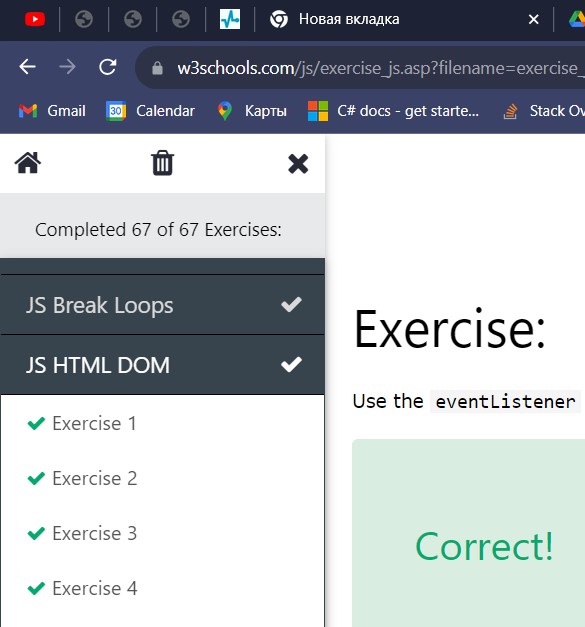 Новая вкладка
w3schools.com/js/exercise_js.asp?filename=exercise_
Gmail
Calendar
Карты
C# docs - get starte...
Stack Ov
Completed 67 of 67 Exercises:
JS Break Loops
JS HTML DOM
Exercise 1
Exercise 2
Exercise 3
Exercise 4
Exercise:
Use the eventListener
Correct!